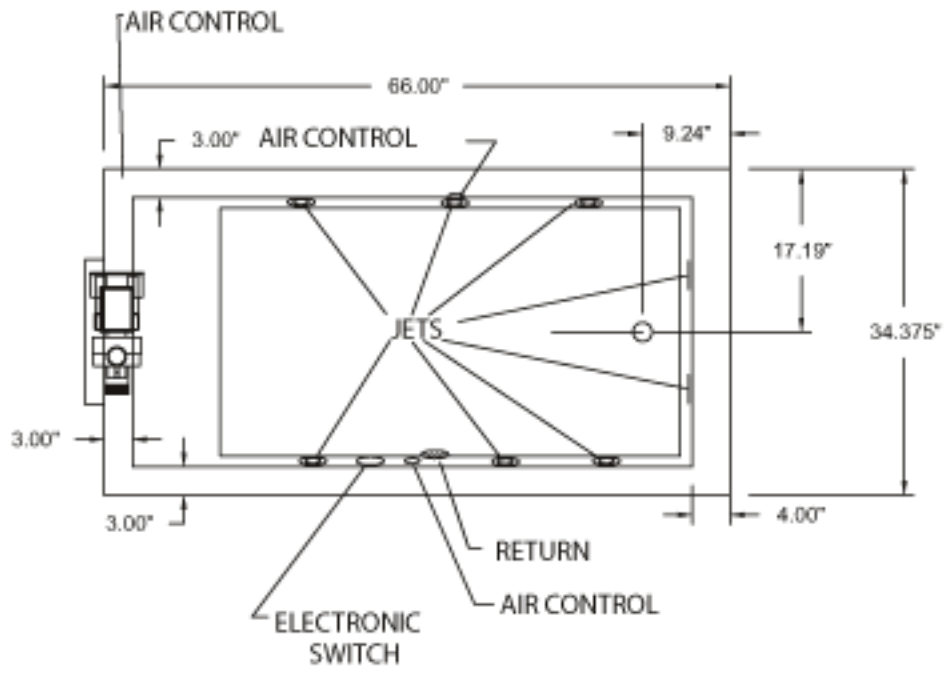 AIR CONTROL
66.00"
3.00" AIR CONTROL
9.24"
17.19"
JETS
34.375"
3.00"
3.00"
4.00"
RETURN
AIR CONTROL
ELECTRONIC
SWITCH